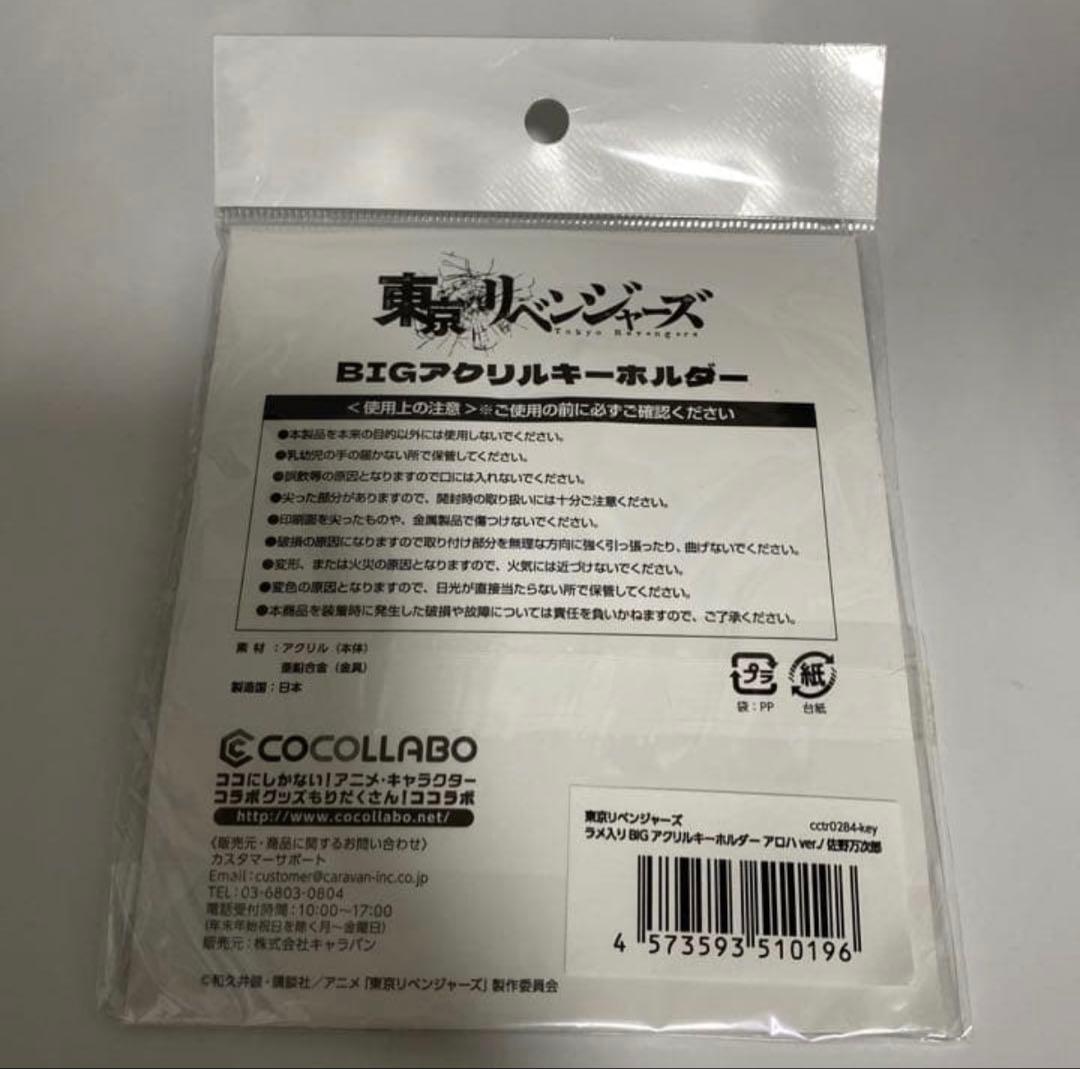 東京リベンジャーズ
Tokyo Revengers
BIGアクリルキーホルダー
<使用上の注意>※ご使用の前に必ずご確認ください
●本製品を本来の目的以外には使用しないでください。
●乳幼児の手の届かない所で保管してください。
●誤飲等の原因となりますので口には入れないでください。
●尖った部分がありますので、開封時の取り扱いには十分ご注意ください。
●印刷面を尖ったものや、金属製品で傷つけないでください。
●破損の原因になりますので取り付け部分を無理な方向に強く引っ張ったり、曲げないでください。
●変形、または火災の原因となりますので、火気には近づけないでください。
●変色の原因となりますので、日光が直接当たらない所で保管してください。
●本商品を装着時に発生した破損や故障については責任を負いかねますので、ご了承ください。
素材：アクリル（本体）
亜鉛合金（金具）
製造国：日本
プラ
紙
袋：PP
台紙
COCOLLABO
ココにしかない！アニメ・キャラクター
コラボグッズもりだくさん！ココラボ
http://www.cocollabo.net/
《販売元・商品に関するお問い合わせ》
カスタマーサポート
Email：customer@caravan-inc.co.jp
TEL：03-6803-0804
電話受付時間：10:00～17:00
（年末年始祝日を除く月～金曜日）
販売元：株式会社キャラバン
©和久井健・講談社／アニメ「東京リベンジャーズ」製作委員会
東京リベンジャーズ
cctr0284-key
ラメ入り BIG アクリルキーホルダー アロハ ver./ 佐野万次郎
4 573593 510196